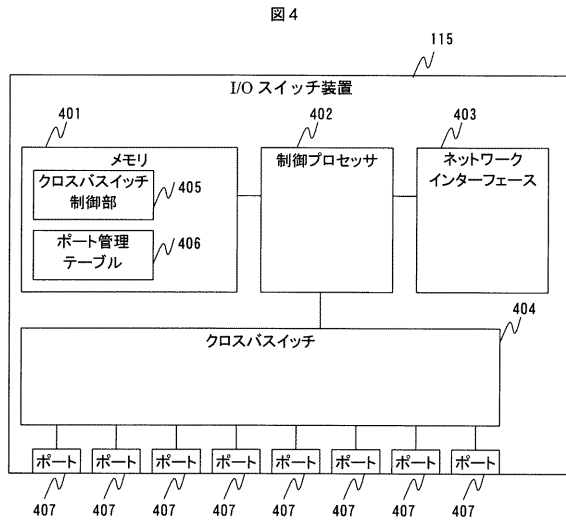 図4
115
I/O スイッチ装置
401
402
403
メモリ
クロスバスイッチ
制御部
405
ポート管理
テーブル
406
制御プロセッサ
ネットワーク
インターフェース
404
クロスバスイッチ
ポート ポート ポート ポート ポート ポート ポート ポート
407 407 407 407 407 407 407 407